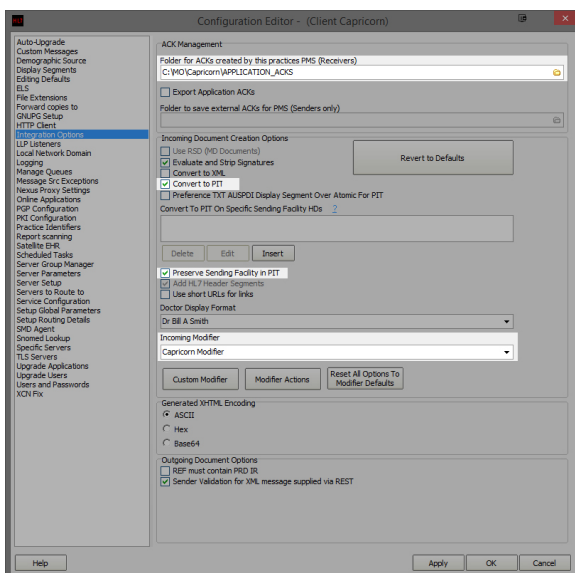 Configuration Editor - (Client Capricorn)
Auto-Upgrade
Custom Messages
Demographic Source
Display Segments
Editing Defaults
ELS
File Extensions
Forward copies to
GNUPG Setup
HTTP Client
Integration Options
LLP Listeners
Local Network Domain
Logging
Manage Queues
Message Src Exceptions
Nexus Proxy Settings
Online Applications
PGP Configuration
PKI Configuration
Practice Identifiers
Report scanning
Satellite EHR
Scheduled Tasks
Server Group Manager
Server Parameters
Server Setup
Servers to Route to
Service Configuration
Setup Global Parameters
Setup Routing Details
SMD Agent
Snomed Lookup
Specific Servers
TLS Servers
Upgrade Applications
Upgrade Users
Users and Passwords
XCN Fix
ACK Management
Folder for ACKs created by this practices PMS (Receivers)
C:\MO\Capricorn\APPLICATION_ACKS
Export Application ACKs
Folder to save external ACKs for PMS (Senders only)
Incoming Document Creation Options
Use RSD (MD Documents)
Evaluate and Strip Signatures
Revert to Defaults
Convert to XML
Convert to PIT
Preference TXT AUSPDI Display Segment Over Atomic For PIT
Convert To PIT On Specific Sending Facility HDs ?
Delete Edit Insert
Preserve Sending Facility in PIT
Add HL7 Header Segments
Use short URLs for links
Doctor Display Format
Dr Bill A Smith
Incoming Modifier
Capricorn Modifier
Custom Modifier Modifier Actions Reset All Options To
Modifier Defaults
Generated XHTML Encoding
ASCII
Hex
Base64
Outgoing Document Options
REF must contain PRD IR
Sender Validation for XML message supplied via REST
Help Apply OK Cancel